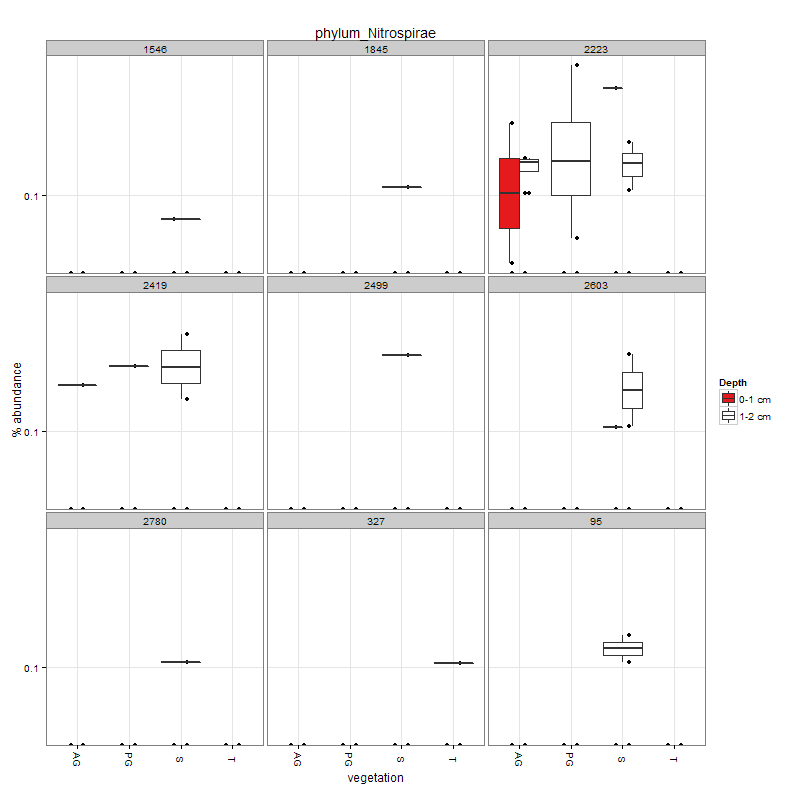 phylum_Nitrospirae
1546 1845 2223
0.1
2419 2499 2603
0.1
% abundance
Depth
0-1 cm
1-2 cm
2780 327 95
0.1
AG PG S T AG PG S T AG PG S T
vegetation